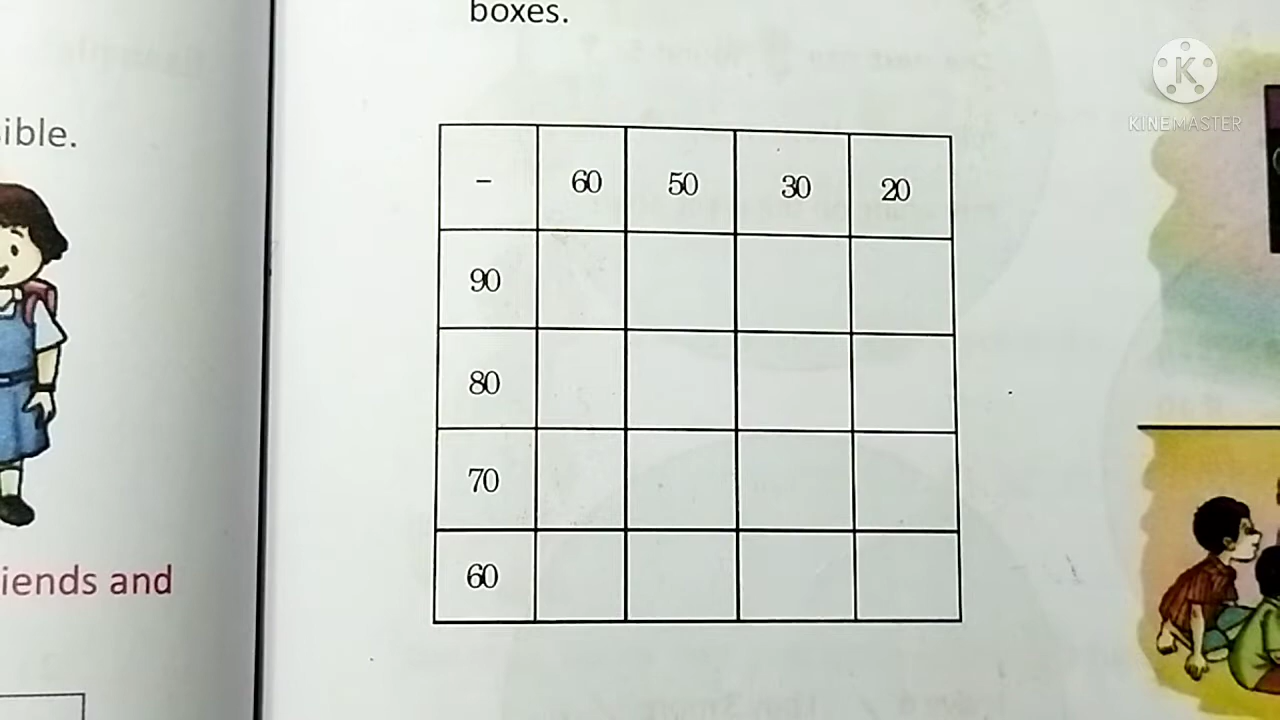 boxes.
ible.
iends and
– 60 50 30 20
90
80
70
60
KINEMASTER